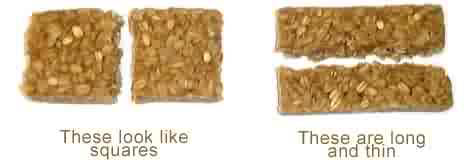 These look like
squares
These are long
and thin